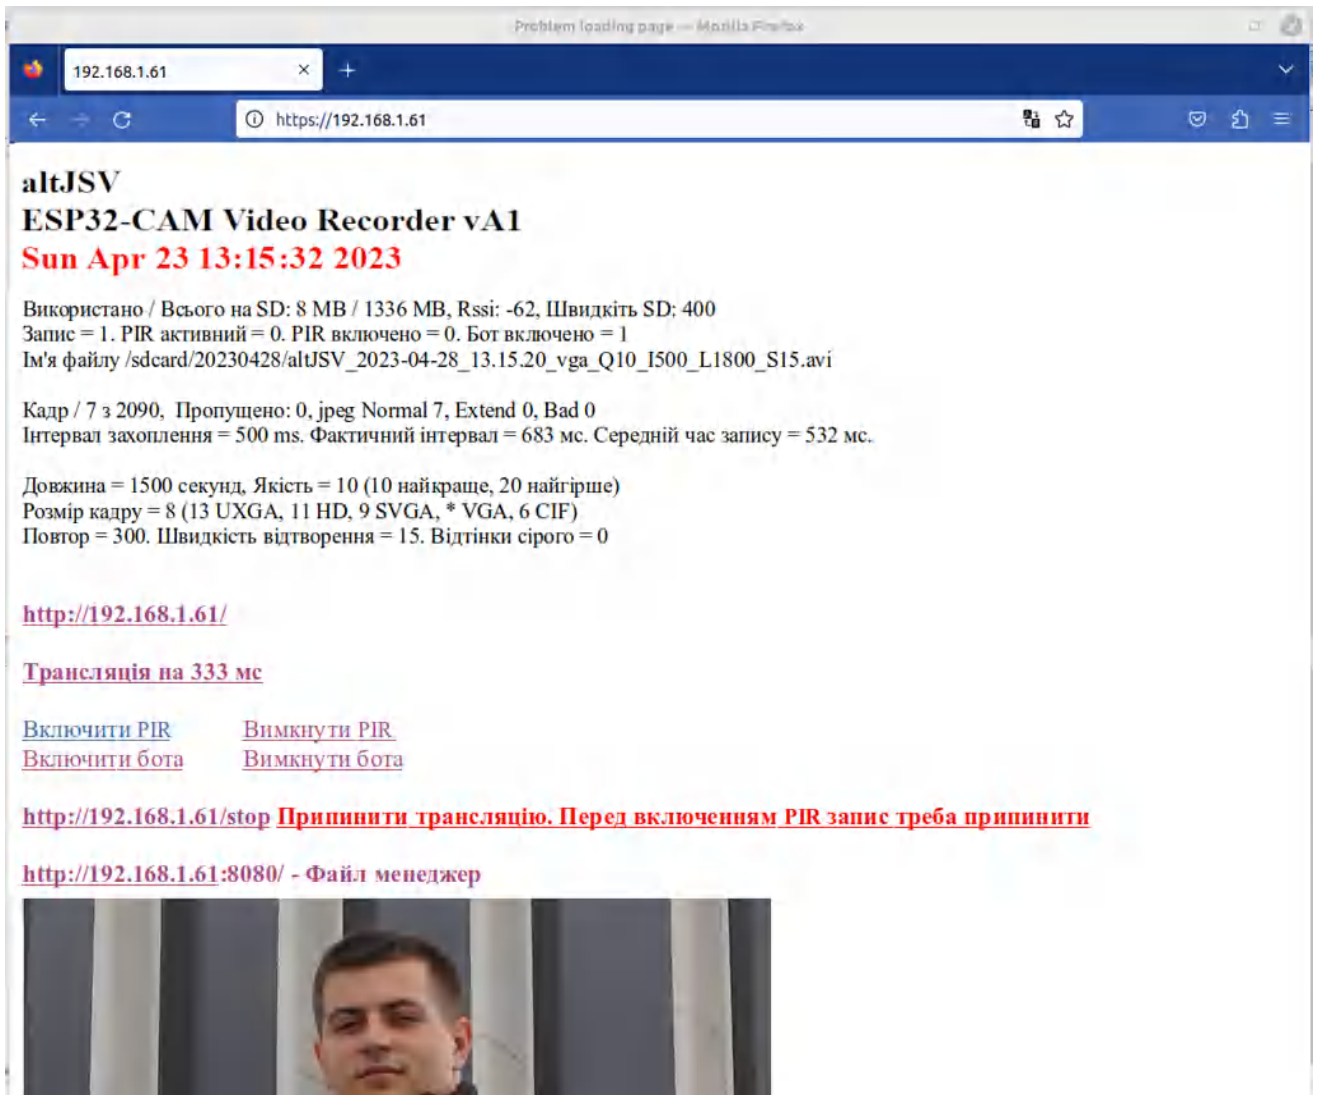 Problem loading page — Mozilla Firefox
192.168.1.61
https://192.168.1.61
altJSV
ESP32-CAM Video Recorder vA1
Sun Apr 23 13:15:32 2023
Використано / Всього на SD: 8 MB / 1336 MB, Rssi: -62, Швидкіть SD: 400
Запис = 1. PIR активний = 0. PIR включено = 0. Бот включено = 1
Ім'я файлу /sdcard/20230428/altJSV_2023-04-28_13.15.20_vga_Q10_I500_L1800_S15.avi
Кадр / 7 з 2090, Пропущено: 0, jpeg Normal 7, Extend 0, Bad 0
Інтервал захоплення = 500 ms. Фактичний інтервал = 683 мс. Середній час запису = 532 мс.
Довжина = 1500 секунд, Якість = 10 (10 найкраще, 20 найгірше)
Розмір кадру = 8 (13 UXGA, 11 HD, 9 SVGA, * VGA, 6 CIF)
Повтор = 300. Швидкість відтворення = 15. Відтінки сірого = 0
http://192.168.1.61/
Трансляція на 333 мс
Включити PIR Вимкнути PIR
Включити бота Вимкнути бота
http://192.168.1.61/stop Припинити трансляцію. Перед включенням PIR запис треба припинити
http://192.168.1.61:8080/ - Файл менеджер